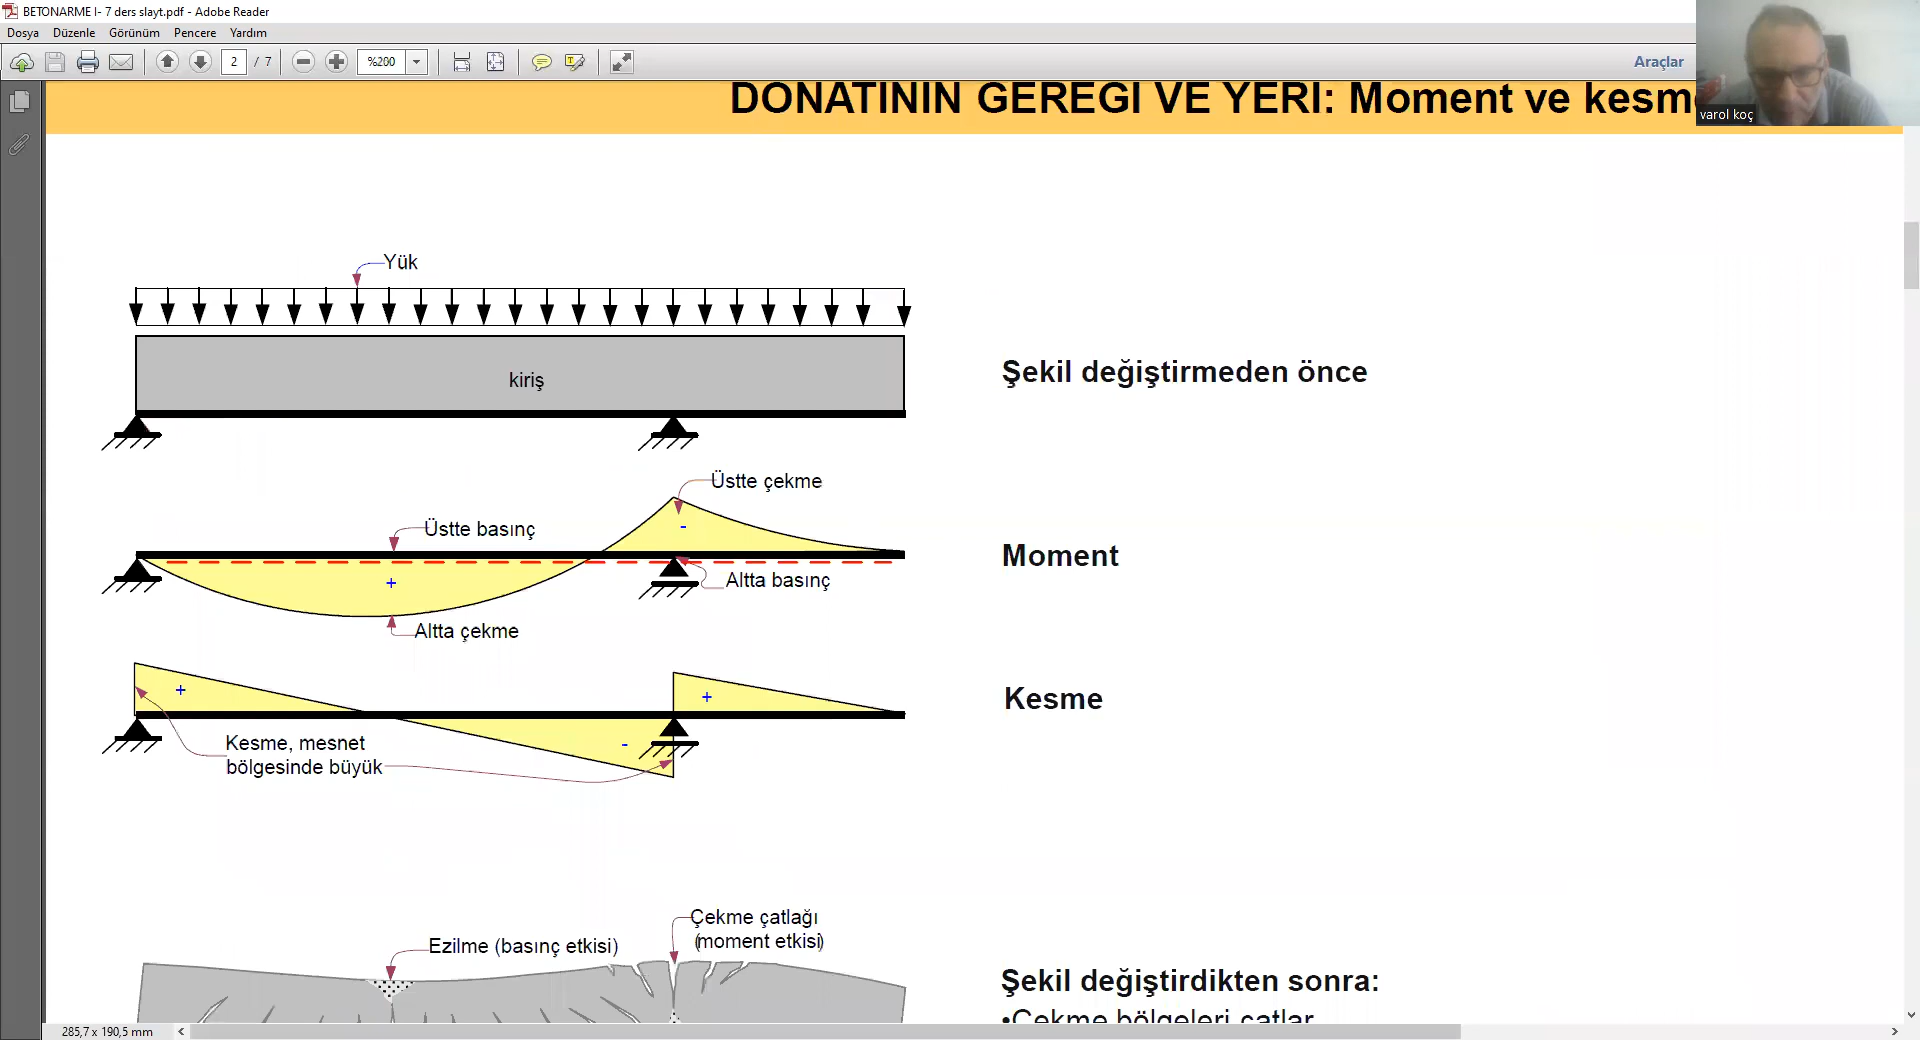 BETONARME I- 7 ders slayt.pdf - Adobe Reader
Dosya Düzenle Görünüm Pencere Yardım
2 / 7 %200 Araçlar
varol koç
DONATININ GEREĞİ VE YERİ: Moment ve kesm
Yük
kiriş
Şekil değiştirmeden önce
Üstte çekme
-
Üstte basınç
+
Moment
Altta basınç
Altta çekme
+
+
Kesme
-
Kesme, mesnet
bölgesinde büyük
Çekme çatlağı
(moment etkisi)
Ezilme (basınç etkisi)
Şekil değiştirdikten sonra:
•Çekme bölgeleri çatlar
285,7 x 190,5 mm